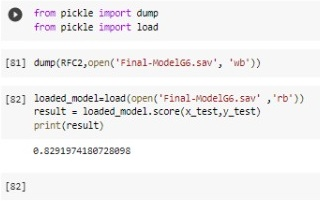 from pickle import dump
from pickle import load
[81] dump(RFC2,open('Final-ModelG6.sav', 'wb'))
[82] loaded_model=load(open('Final-ModelG6.sav' ,'rb'))
result = loaded_model.score(x_test,y_test)
print(result)
0.8291974180728098
[82]